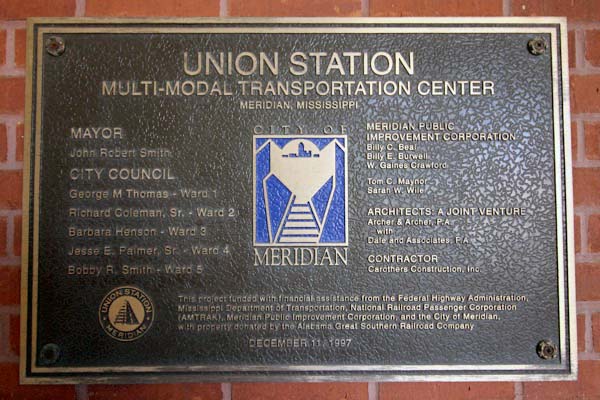 UNION STATION
MULTI-MODAL TRANSPORTATION CENTER
MERIDIAN, MISSISSIPPI
MAYOR
John Robert Smith
CITY COUNCIL
George M Thomas - Ward 1
Richard Coleman, Sr. - Ward 2
Barbara Henson - Ward 3
Jesse E. Palmer, Sr. - Ward 4
Bobby R. Smith - Ward 5
CITY OF
MERIDIAN
MERIDIAN PUBLIC
IMPROVEMENT CORPORATION
Billy C. Beal
Billy E. Burwell
W. Gaines Crawford
Tom C. Maynor
Sarah W. Wile
ARCHITECTS: A JOINT VENTURE
Archer & Archer, P.A.
with
Dale and Associates, P.A.
CONTRACTOR
Carothers Construction, Inc.
UNION STATION
MERIDIAN
This project funded with financial assistance from the Federal Highway Administration,
Mississippi Department of Transportation, National Railroad Passenger Corporation
(AMTRAK), Meridian Public Improvement Corporation, and the City of Meridian,
with property donated by the Alabama Great Southern Railroad Company
DECEMBER 11, 1997